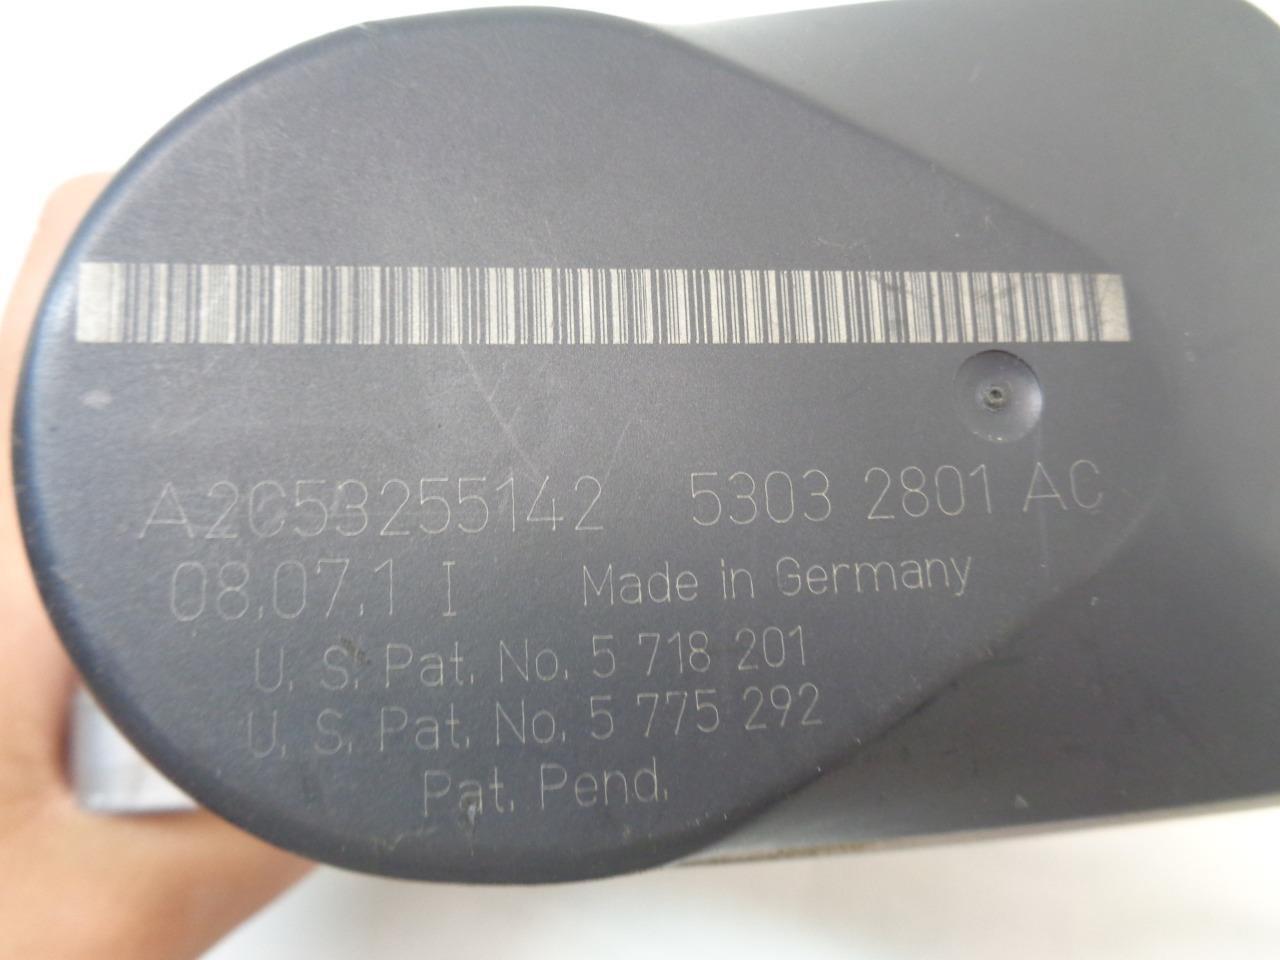 A2C53255142 5303 2801 AC
08.07.1 I Made in Germany
U. S. Pat. No. 5 718 201
U. S. Pat. No. 5 775 292
Pat. Pend.